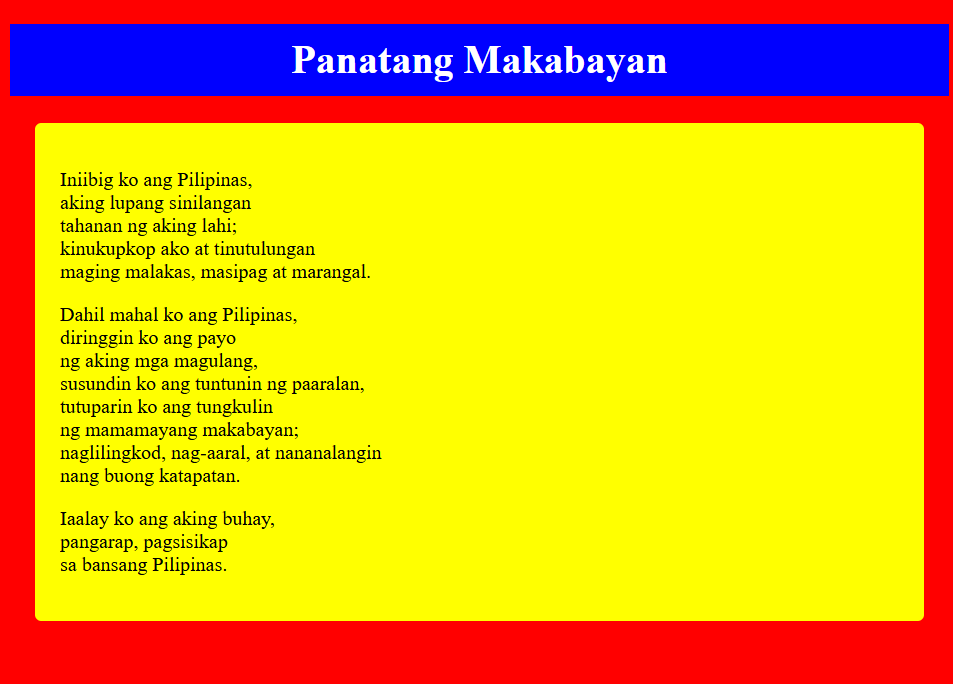 Panatang Makabayan
Iniibig ko ang Pilipinas,
aking lupang sinilangan
tahanan ng aking lahi;
kinukupkop ako at tinutulungan
maging malakas, masipag at marangal.
Dahil mahal ko ang Pilipinas,
diringgin ko ang payo
ng aking mga magulang,
susundin ko ang tuntunin ng paaralan,
tutuparin ko ang tungkulin
ng mamamayang makabayan;
naglilingkod, nag-aaral, at nananalangin
nang buong katapatan.
Iaalay ko ang aking buhay,
pangarap, pagsisikap
sa bansang Pilipinas.